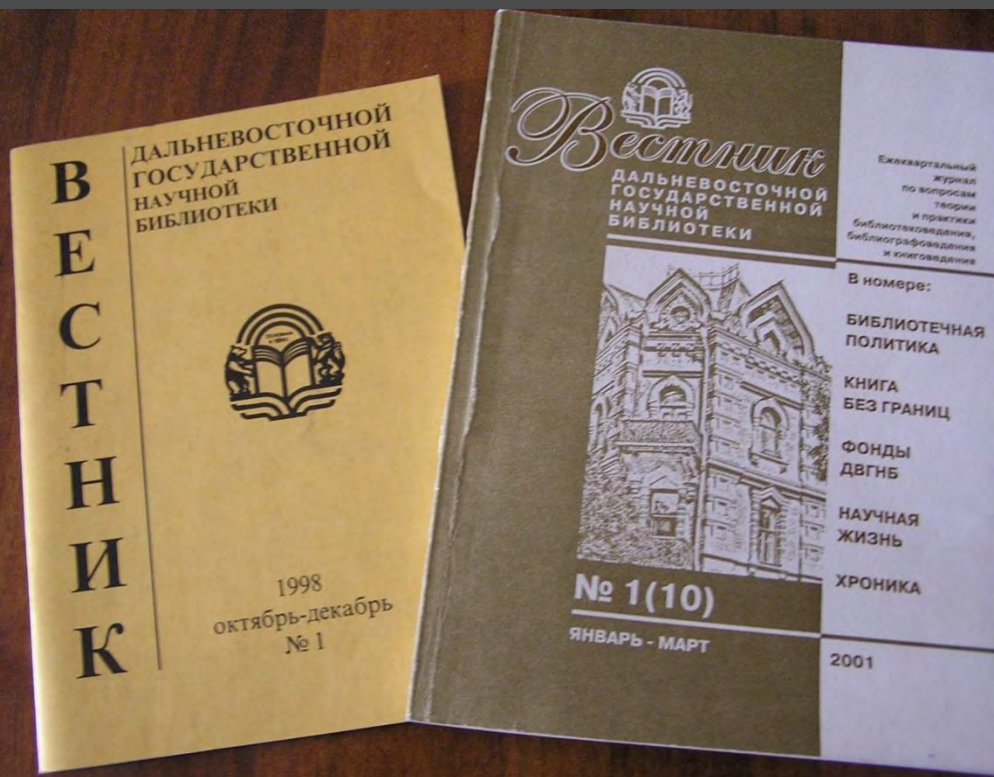 ВЕСТНИК
ДАЛЬНЕВОСТОЧНОЙ
ГОСУДАРСТВЕННОЙ
НАУЧНОЙ
БИБЛИОТЕКИ
1998
октябрь-декабрь
№ 1
Вестник
ДАЛЬНЕВОСТОЧНОЙ
ГОСУДАРСТВЕННОЙ
НАУЧНОЙ
БИБЛИОТЕКИ
№ 1(10)
ЯНВАРЬ - МАРТ
Ежеквартальный
журнал
по вопросам
теории
и практики
библиотековедения,
библиографоведения
и книговедения
В номере:
БИБЛИОТЕЧНАЯ
ПОЛИТИКА
КНИГА
БЕЗ ГРАНИЦ
ФОНДЫ
ДВГНБ
НАУЧНАЯ
ЖИЗНЬ
ХРОНИКА
2001